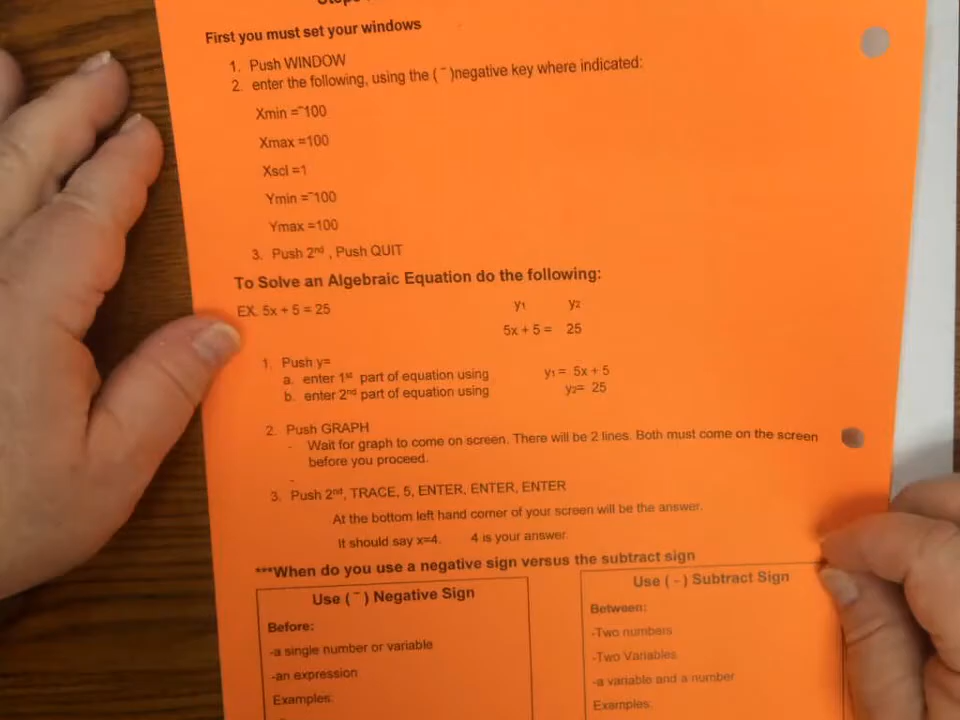 Steps
First you must set your windows
1. Push WINDOW
2. enter the following, using the (⁻)negative key where indicated:
Xmin =⁻100
Xmax =100
Xscl =1
Ymin =⁻100
Ymax =100
3. Push 2nd , Push QUIT
To Solve an Algebraic Equation do the following:
EX. 5x + 5 = 25    y1    y2
5x + 5 = 25
1. Push y=
a. enter 1st part of equation using    y1 = 5x + 5
b. enter 2nd part of equation using    y2= 25
2. Push GRAPH
- Wait for graph to come on screen. There will be 2 lines. Both must come on the screen
before you proceed.
-
3. Push 2nd, TRACE, 5, ENTER, ENTER, ENTER
At the bottom left hand corner of your screen will be the answer.
It should say x=4.    4 is your answer.
***When do you use a negative sign versus the subtract sign
Use (⁻) Negative Sign
Before:
-a single number or variable
-an expression
Examples:
Use ( - ) Subtract Sign
Between:
-Two numbers
-Two Variables
-a variable and a number
Examples: